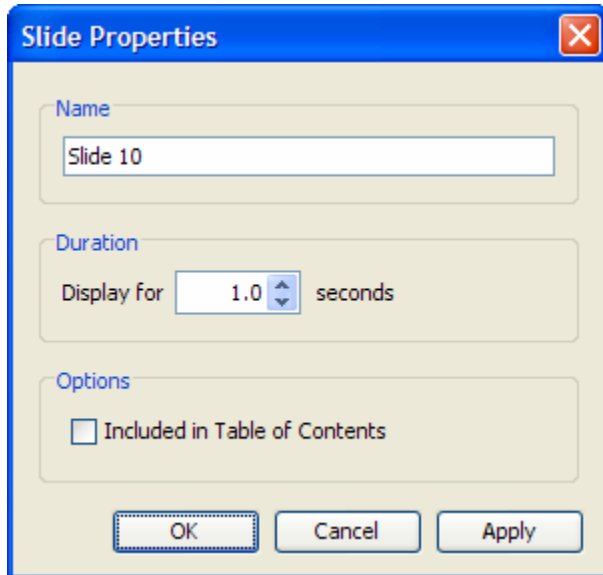 Slide Properties
Name
Slide 10
Duration
Display for 1.0 seconds
Options
Included in Table of Contents
OK Cancel Apply